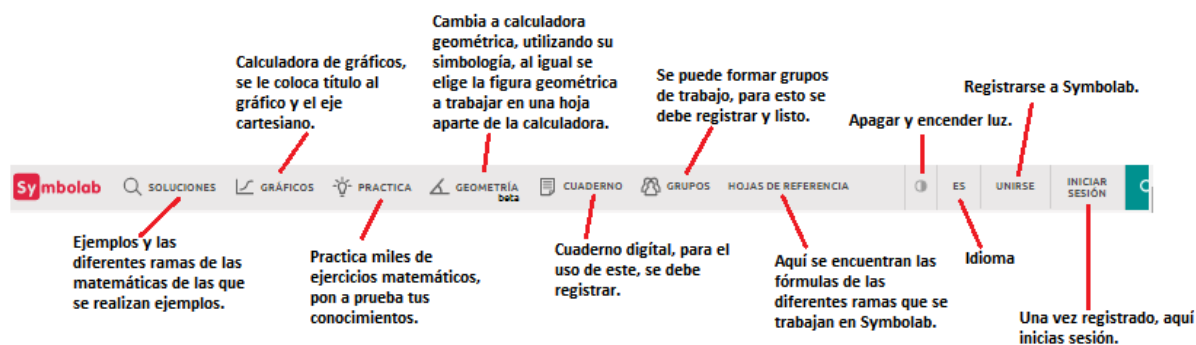 Cambia a calculadora
geométrica, utilizando su
simbología, al igual se
elige la figura geométrica
a trabajar en una hoja
aparte de la calculadora.
Calculadora de gráficos,
se le coloca título al
gráfico y el eje
cartesiano.
Se puede formar grupos
de trabajo, para esto se
debe registrar y listo.
Registrarse a Symbolab.
Apagar y encender luz.
Symbolab
SOLUCIONES
GRÁFICOS
PRACTICA
GEOMETRÍA
beta
CUADERNO
GRUPOS
HOJAS DE REFERENCIA
ES
UNIRSE
INICIAR
SESIÓN
Ejemplos y las
diferentes ramas de las
matemáticas de las que
se realizan ejemplos.
Practica miles de
ejercicios matemáticos,
pon a prueba tus
conocimientos.
Cuaderno digítal, para el
uso de este, se debe
registrar.
Aquí se encuentran las
fórmulas de las
diferentes ramas que se
trabajan en Symbolab.
Idioma
Una vez registrado, aquí
inicias sesión.